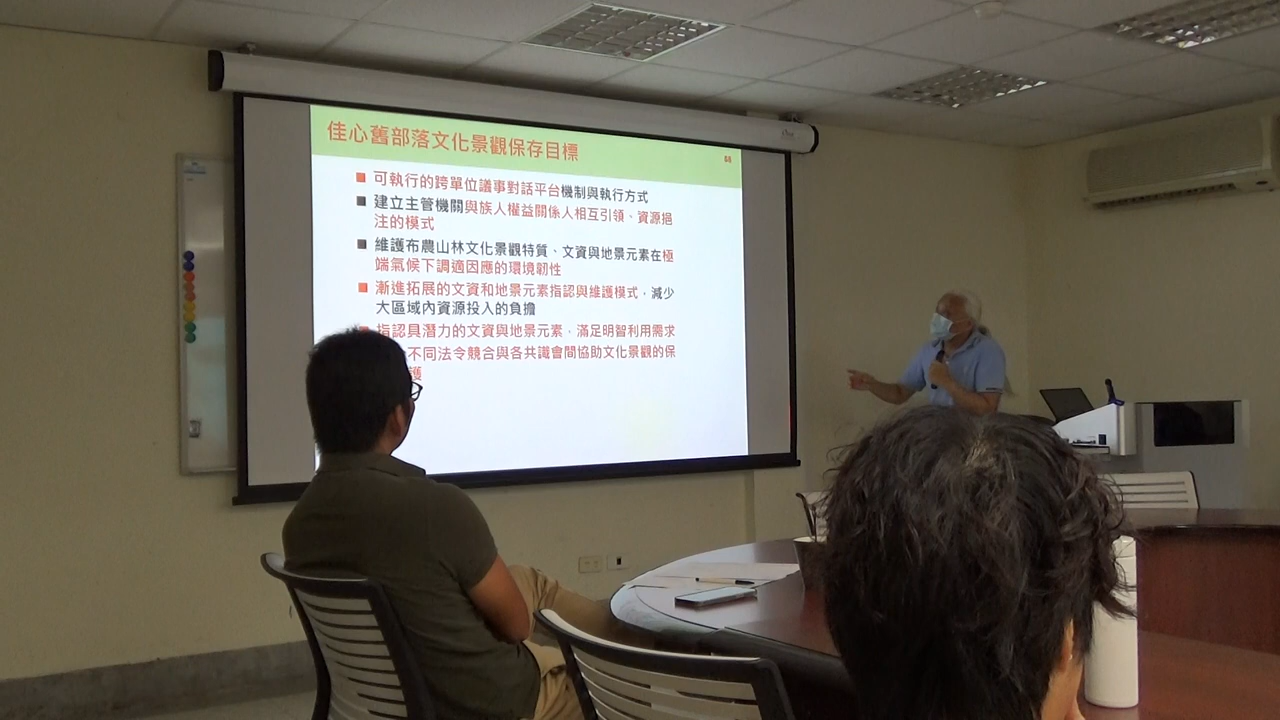 佳心舊部落文化景觀保存目標
68
可執行的跨單位議事對話平台機制與執行方式
建立主管機關與族人權益關係人相互引領、資源挹
注的模式
維護布農山林文化景觀特質、文資與地景元素在極
端氣候下調適因應的環境韌性
漸進拓展的文資和地景元素指認與維護模式，減少
大區域內資源投入的負擔
指認具潛力的文資與地景元素，滿足明智利用需求
不同法令競合與各共識會間協助文化景觀的保
護